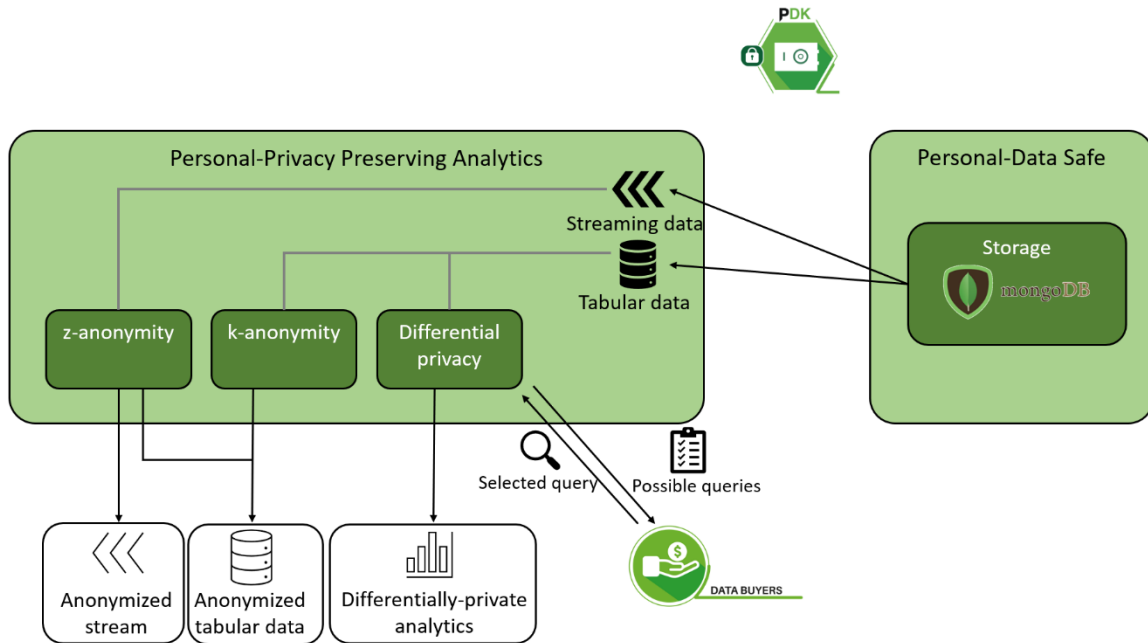 PDK
Personal-Privacy Preserving Analytics
Personal-Data Safe
Streaming data
Storage
mongoDB
Tabular data
z-anonymity
k-anonymity
Differential
privacy
Selected query
Possible queries
Anonymized
stream
Anonymized
tabular data
Differentially-private
analytics
$
DATA BUYERS